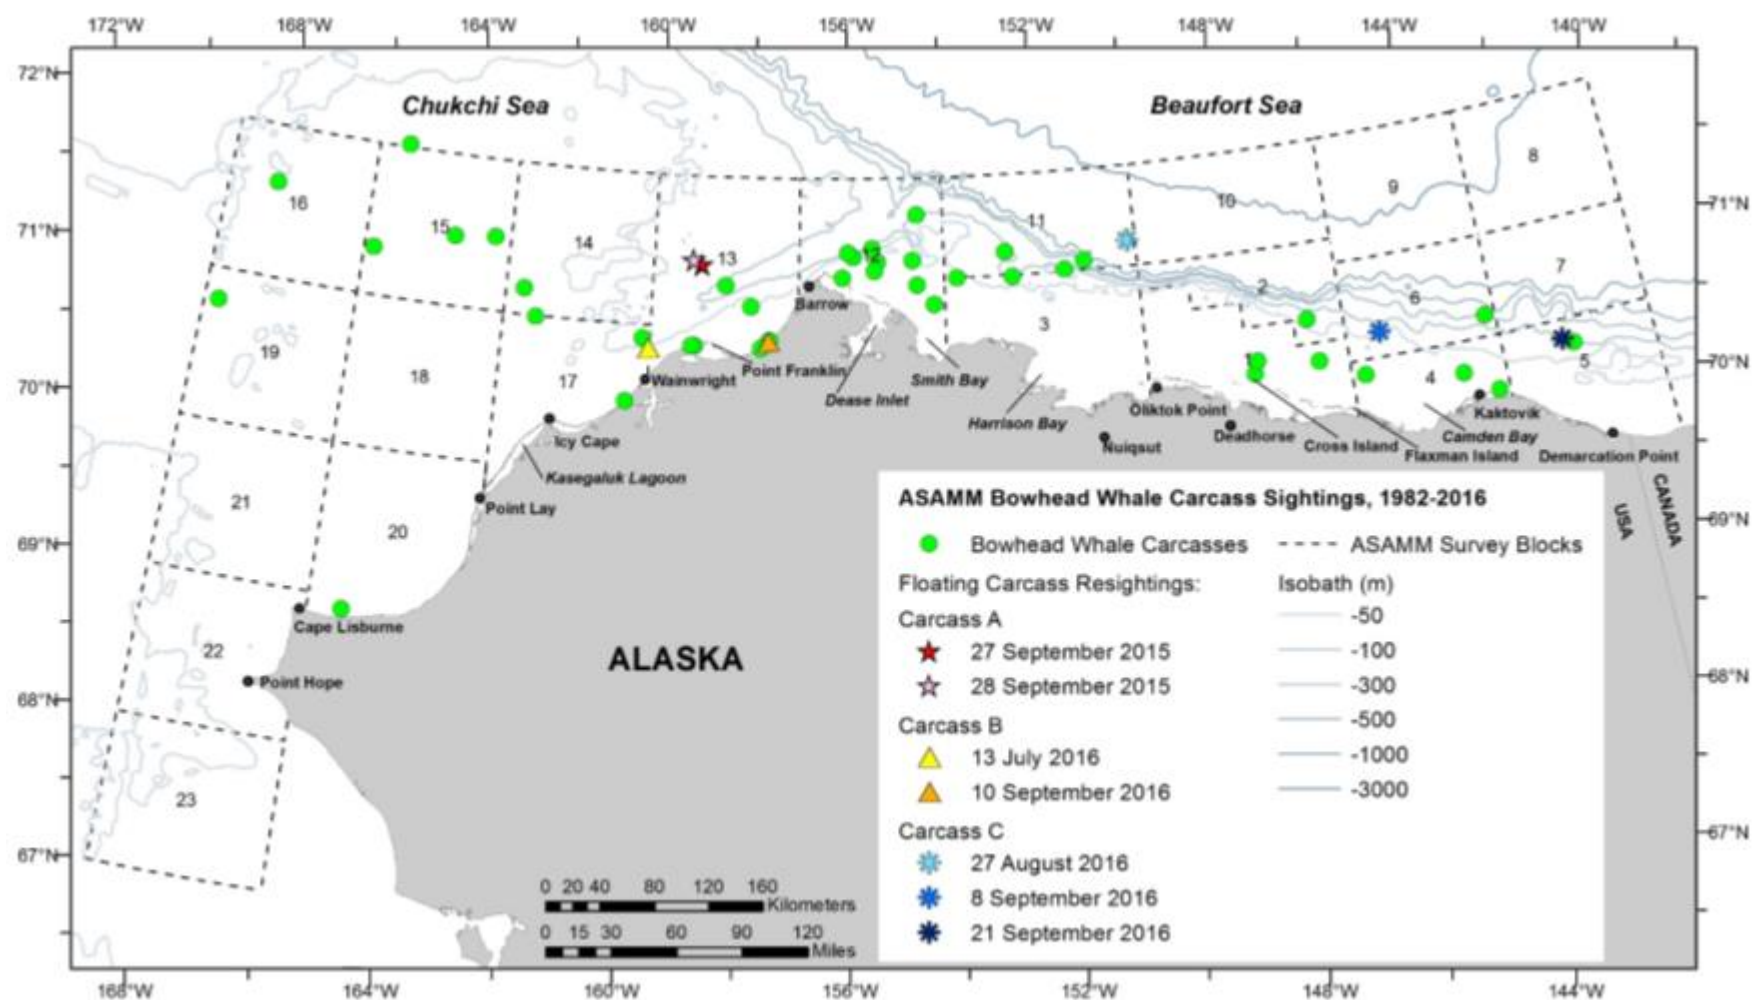 172°W 168°W 164°W 160°W 156°W 152°W 148°W 144°W 140°W
72°N
Chukchi Sea
Beaufort Sea
8
9
16
10
71°N
71°N
15
11
14
13
12
7
2
6
Barrow
3
19
18
17
1
5
4
70°N
70°N
Point Franklin
Wainwright
Smith Bay
Dease Inlet
Harrison Bay
Oliktok Point
Kaktovik
Icy Cape
Nuiqsut
Deadhorse
Cross Island
Camden Bay
Flaxman Island
Demarcation Point
Kasegaluk Lagoon
21
Point Lay
20
69°N
69°N
USA
CANADA
ASAMM Bowhead Whale Carcass Sightings, 1982-2016
Bowhead Whale Carcasses
ASAMM Survey Blocks
Floating Carcass Resightings:
Isobath (m)
Carcass A
-50
27 September 2015
-100
28 September 2015
-300
Carcass B
-500
13 July 2016
-1000
10 September 2016
-3000
Carcass C
27 August 2016
8 September 2016
21 September 2016
Cape Lisburne
22
ALASKA
Point Hope
68°N
68°N
23
67°N
67°N
0 20 40 80 120 160
Kilometers
0 15 30 60 90 120
Miles
168°W 164°W 160°W 156°W 152°W 148°W 144°W